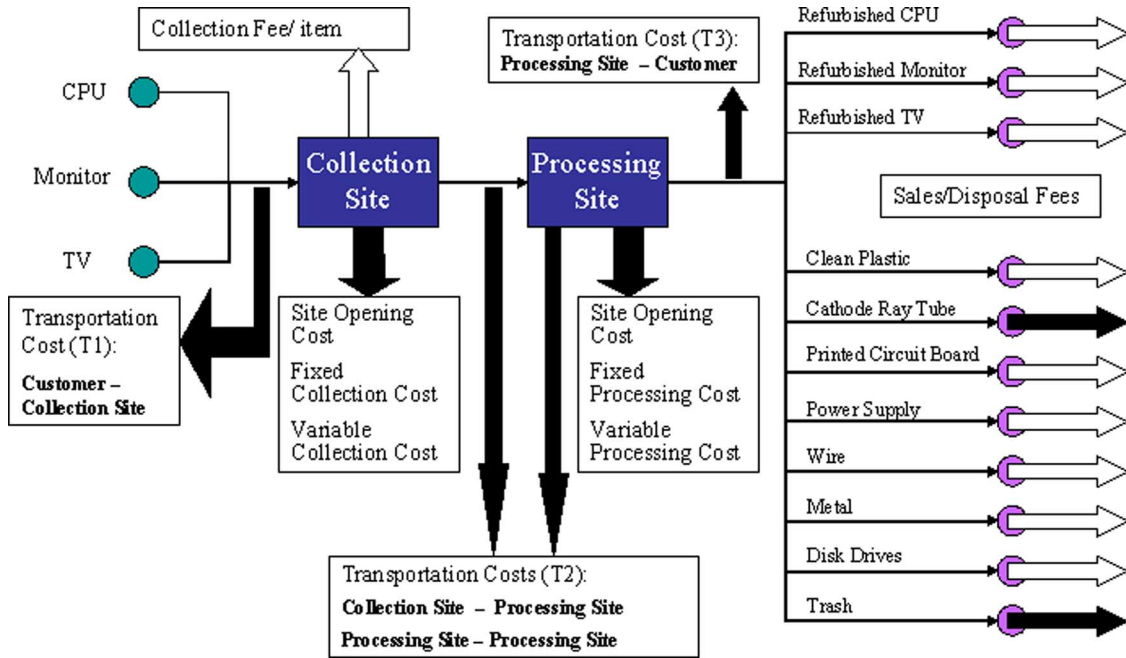 Collection Fee/ item
Transportation Cost (T3):
Processing Site – Customer
CPU
Monitor
TV
Collection
Site
Processing
Site
Transportation
Cost (T1):
Customer –
Collection Site
Site Opening
Cost
Fixed
Collection Cost
Variable
Collection Cost
Site Opening
Cost
Fixed
Processing Cost
Variable
Processing Cost
Transportation Costs (T2):
Collection Site – Processing Site
Processing Site – Processing Site
Refurbished CPU
Refurbished Monitor
Refurbished TV
Sales/Disposal Fees
Clean Plastic
Cathode Ray Tube
Printed Circuit Board
Power Supply
Wire
Metal
Disk Drives
Trash